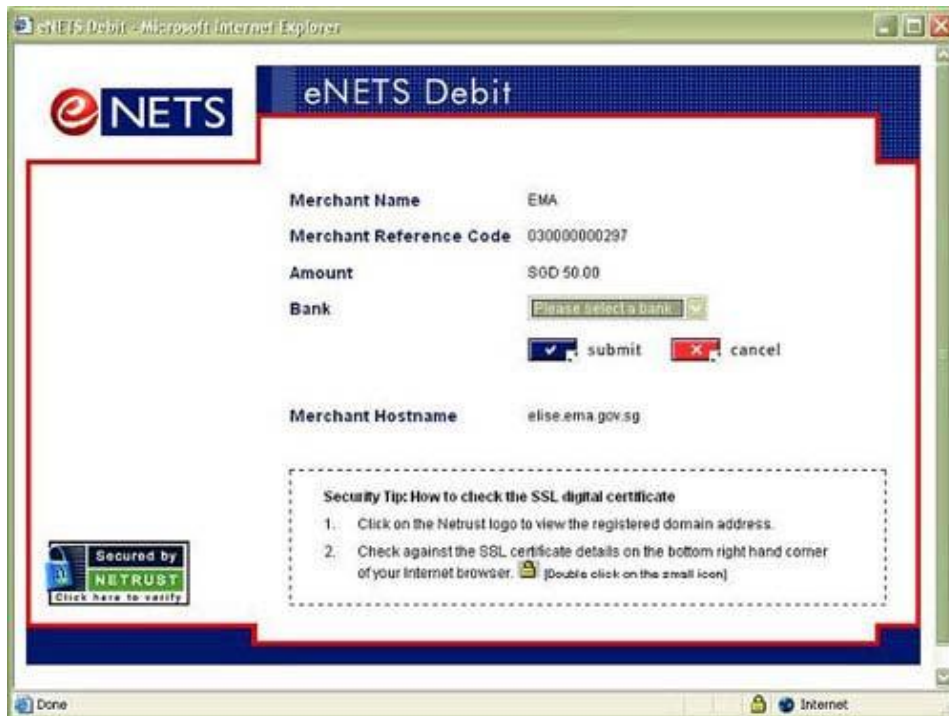 eNETS Debit - Microsoft Internet Explorer
eNETS
eNETS Debit
Merchant Name EMA
Merchant Reference Code 030000000297
Amount SGD 50.00
Bank Please select a bank
submit cancel
Merchant Hostname elise.ema.gov.sg
Security Tip: How to check the SSL digital certificate
1. Click on the Netrust logo to view the registered domain address.
2. Check against the SSL certificate details on the bottom right hand corner
of your Internet browser. [Double click on the small icon]
Secured by
NETRUST
Click here to verify
Done Internet